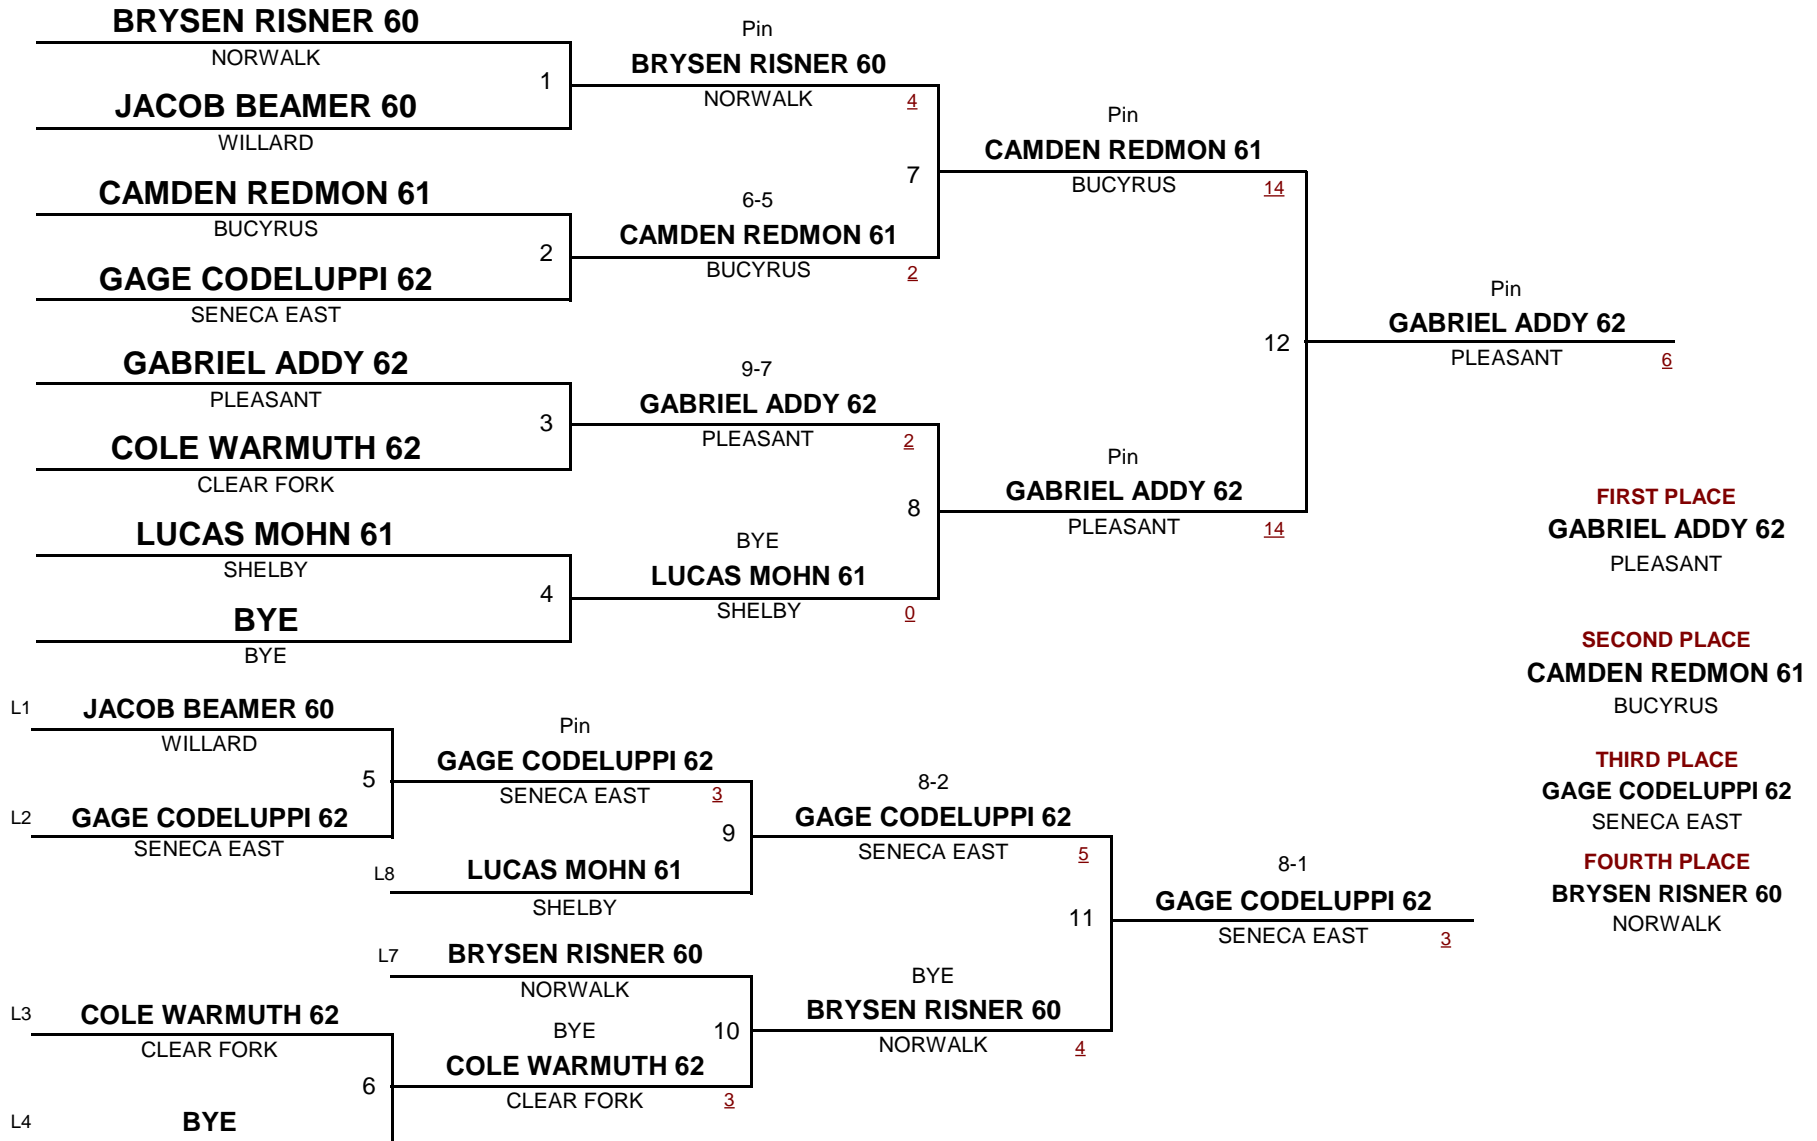 BRYSEN RISNER 60
NORWALK
1
JACOB BEAMER 60
WILLARD
CAMDEN REDMON 61
BUCYRUS
2
GAGE CODELUPPI 62
SENECA EAST
GABRIEL ADDY 62
PLEASANT
3
COLE WARMUTH 62
CLEAR FORK
LUCAS MOHN 61
SHELBY
4
BYE
BYE
Pin
BRYSEN RISNER 60
NORWALK 4
7
6-5
CAMDEN REDMON 61
BUCYRUS 2
9-7
GABRIEL ADDY 62
PLEASANT 2
8
BYE
LUCAS MOHN 61
SHELBY 0
Pin
CAMDEN REDMON 61
BUCYRUS 14
12
Pin
GABRIEL ADDY 62
PLEASANT 14
Pin
GABRIEL ADDY 62
PLEASANT 6
L1 JACOB BEAMER 60
WILLARD
5
L2 GAGE CODELUPPI 62
SENECA EAST
L3 COLE WARMUTH 62
CLEAR FORK
6
L4 BYE
Pin
GAGE CODELUPPI 62
SENECA EAST 3
9
L8 LUCAS MOHN 61
SHELBY
L7 BRYSEN RISNER 60
NORWALK
10
BYE
COLE WARMUTH 62
CLEAR FORK 3
8-2
GAGE CODELUPPI 62
SENECA EAST 5
11
BYE
BRYSEN RISNER 60
NORWALK 4
8-1
GAGE CODELUPPI 62
SENECA EAST 3
FIRST PLACE
GABRIEL ADDY 62
PLEASANT
SECOND PLACE
CAMDEN REDMON 61
BUCYRUS
THIRD PLACE
GAGE CODELUPPI 62
SENECA EAST
FOURTH PLACE
BRYSEN RISNER 60
NORWALK